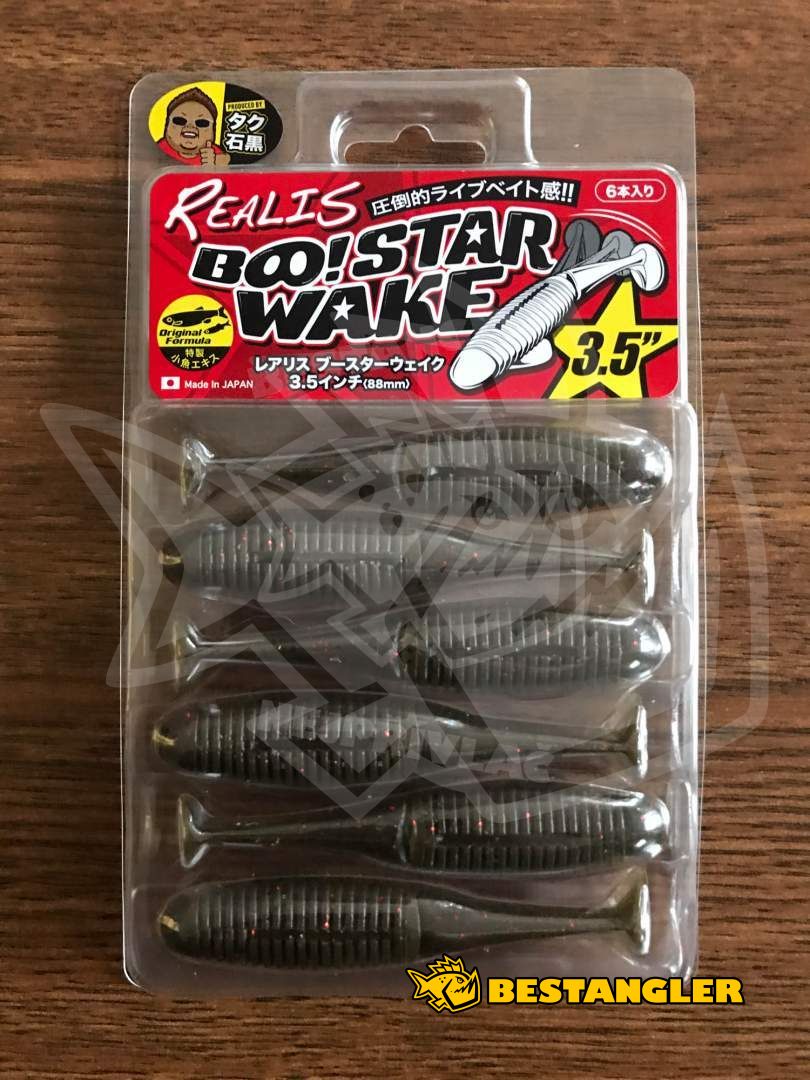 PRODUCED BY
タク
石黒
REALIS
圧倒的ライブベイト感!!
6本入り
BOO! STAR
WAKE
Original
Formula
特製
小魚エキス
3.5"
レアリス ブースターウェイク
3.5インチ(88mm)
Made In JAPAN
BESTANGLER